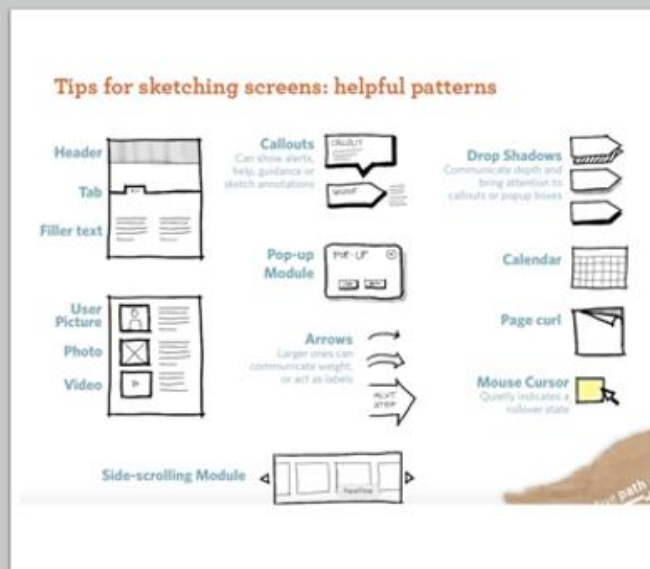 Tips for sketching screens: helpful patterns
Header
Tab
Filler text
User
Picture
Photo
Video
Callouts
Can show alerts,
help, guidance or
sketch annotations
CALLOUT
Pop-up
Module
POP-UP
Arrows
Larger ones can
communicate weight,
or act as labels
NEXT
STEP
Side-scrolling Module
Drop Shadows
Communicate depth and
bring attention to
callouts or popup boxes
Calendar
Page curl
Mouse Cursor
Quietly indicates a
rollover state
path